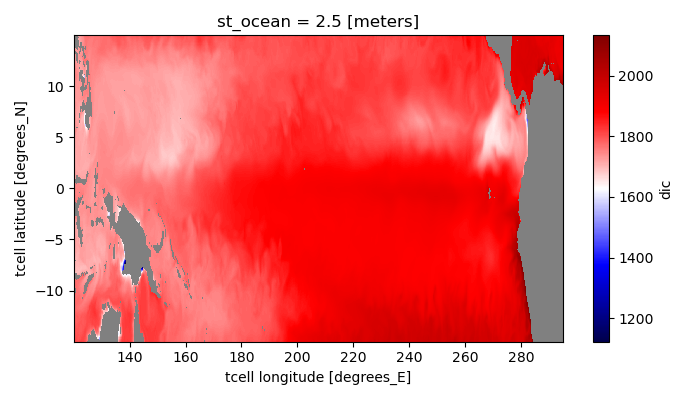 st_ocean = 2.5 [meters]
tcell latitude [degrees_N]
10
5
0
−5
−10
140 160 180 200 220 240 260 280
tcell longitude [degrees_E]
2000
1800
1600
1400
1200
dic